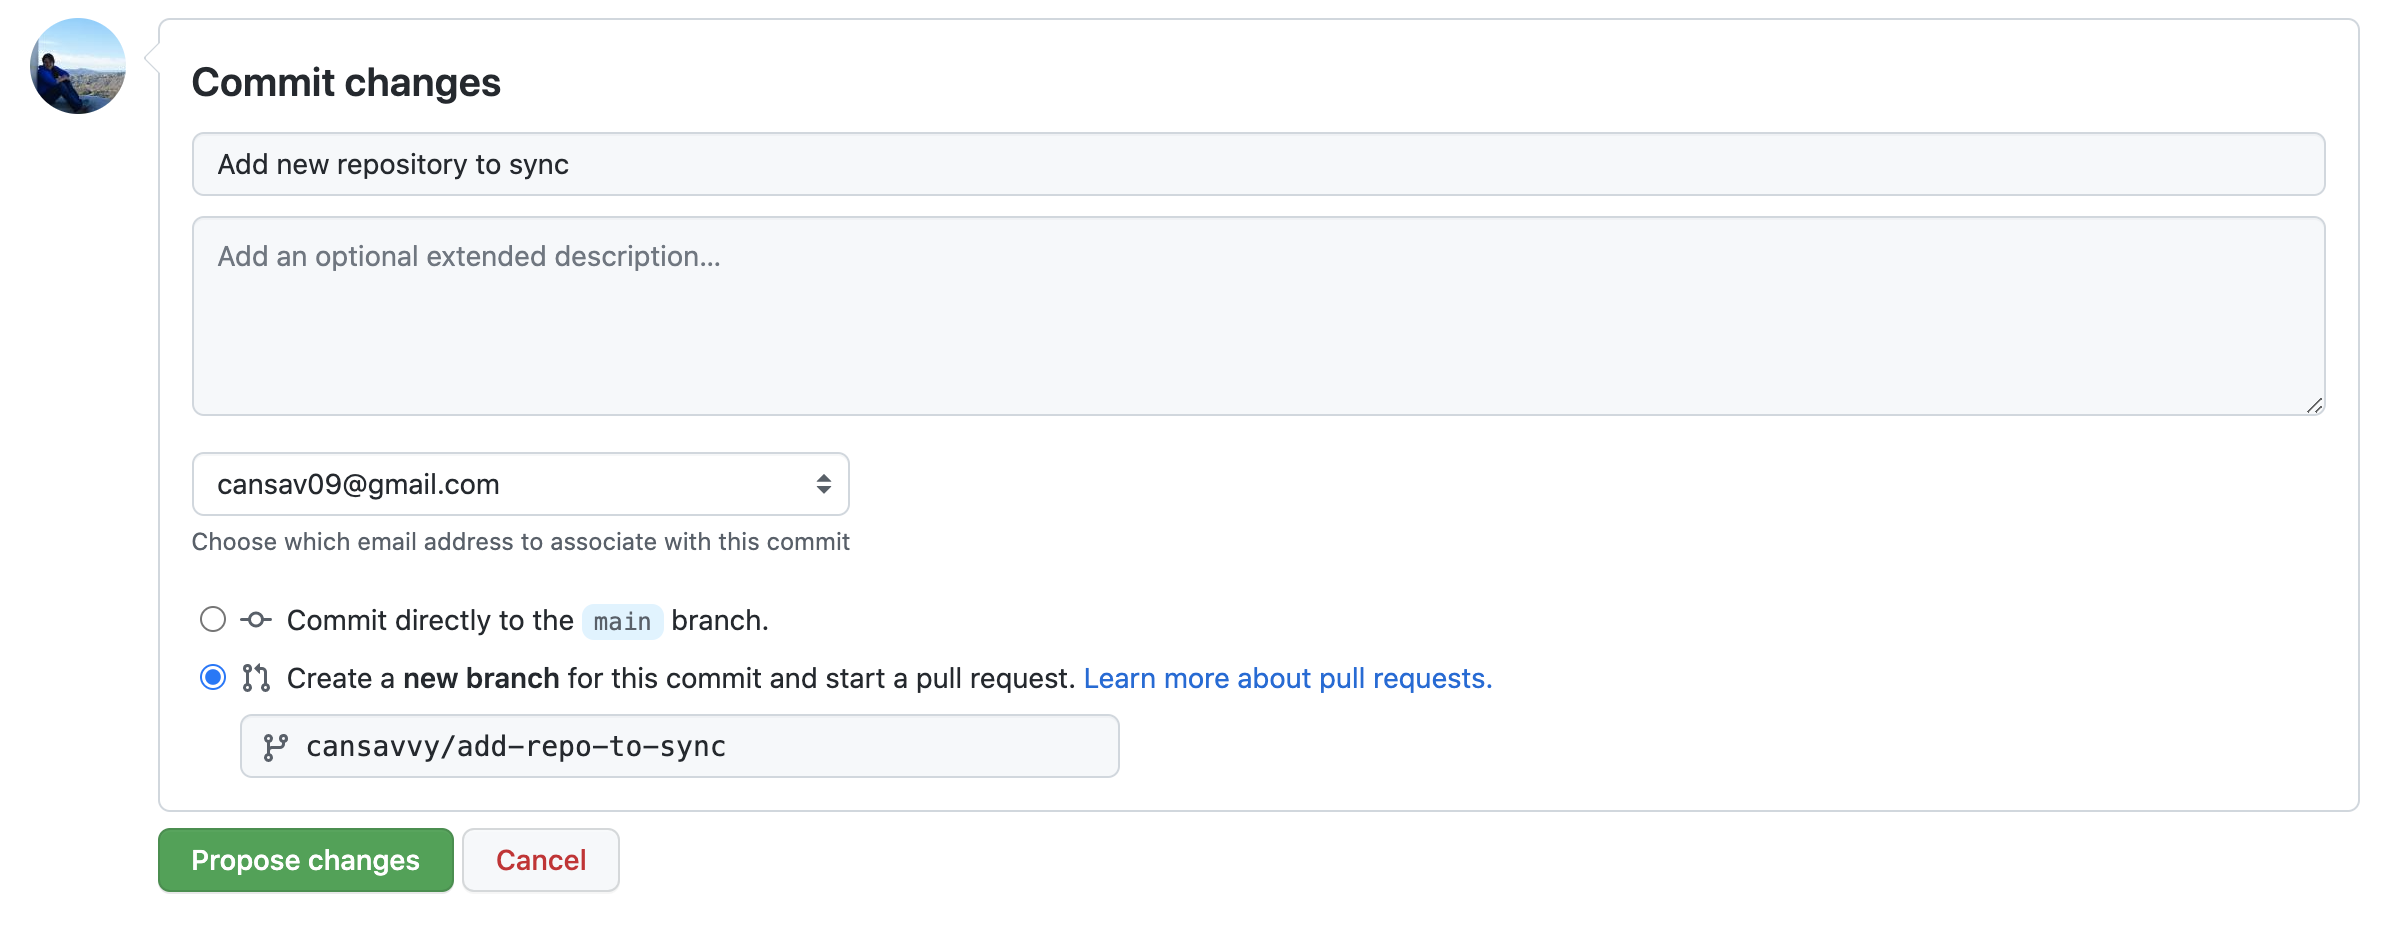 Commit changes
Add new repository to sync
Add an optional extended description...
cansav09@gmail.com
Choose which email address to associate with this commit
Commit directly to the main branch.
Create a new branch for this commit and start a pull request. Learn more about pull requests.
cansavvy/add-repo-to-sync
Propose changes Cancel